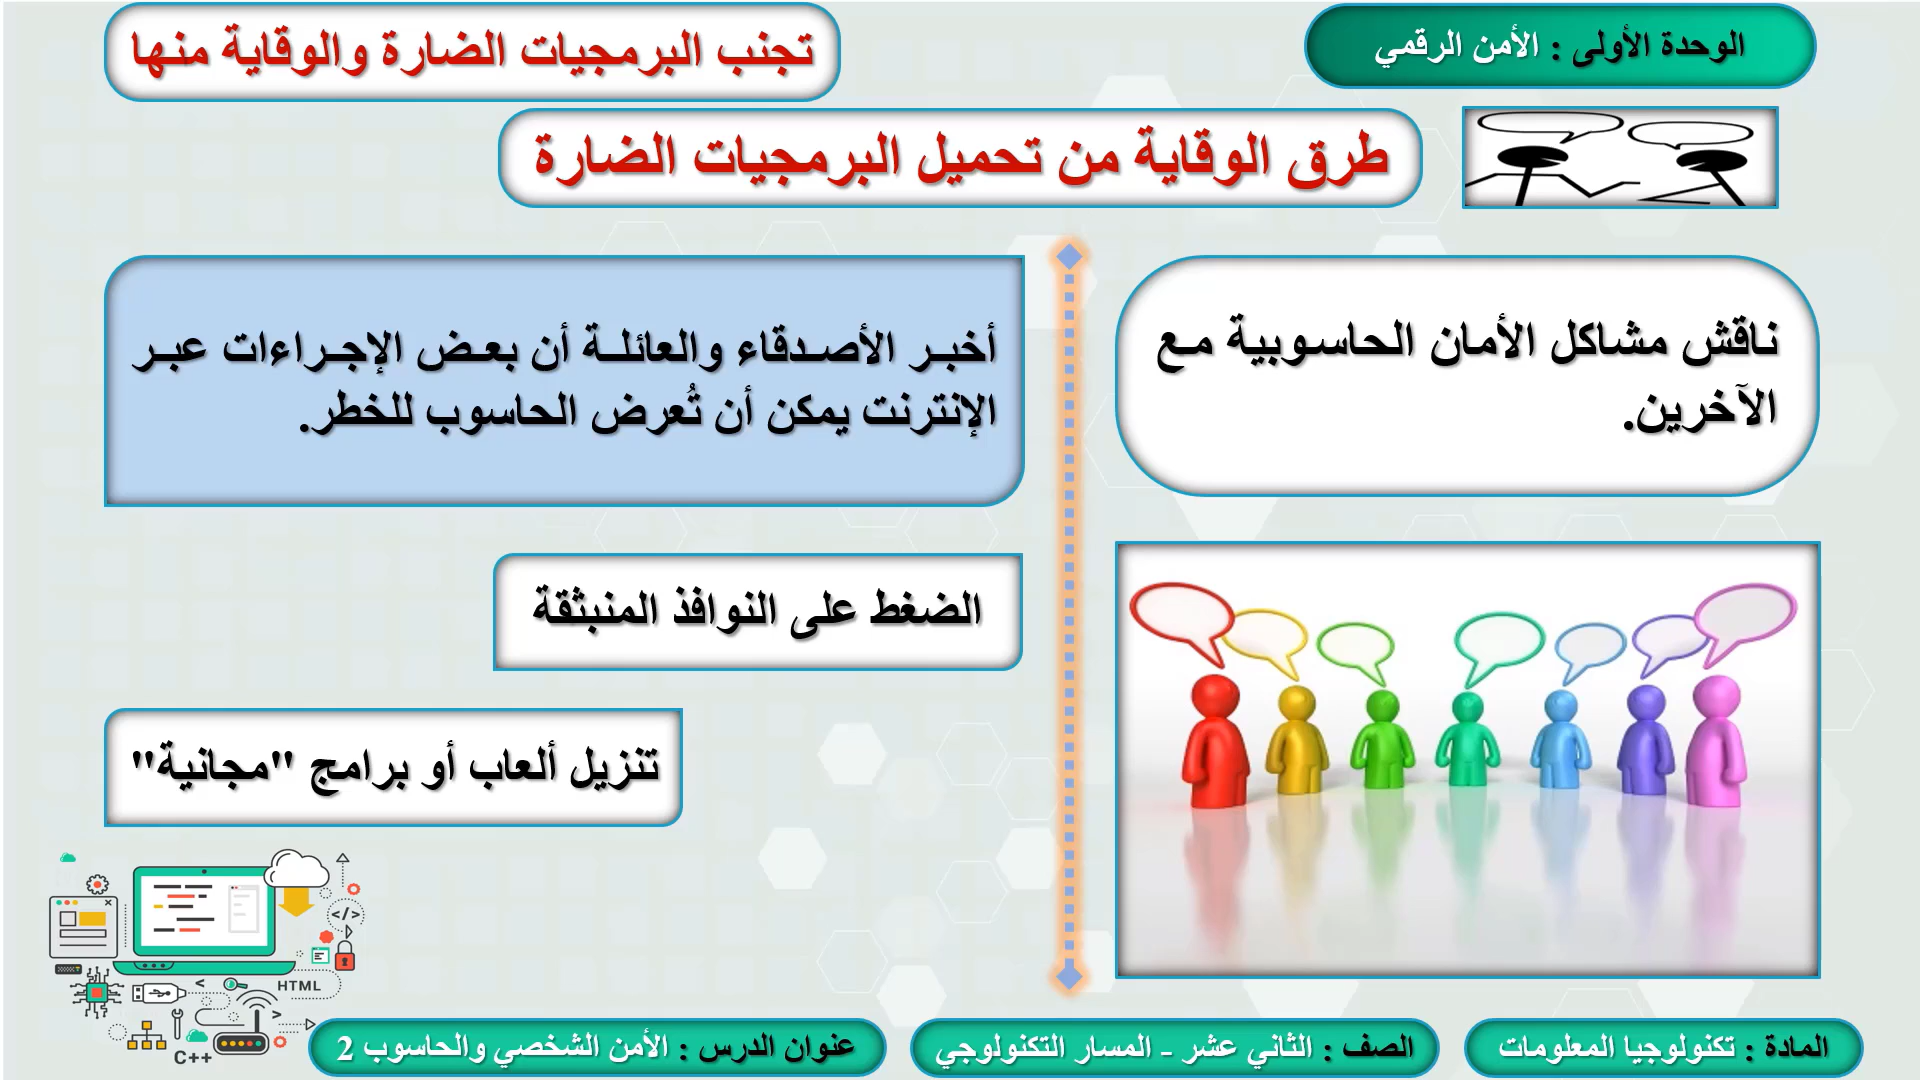 الوحدة الأولى : الأمن الرقمي
تجنب البرمجيات الضارة والوقاية منها
طرق الوقاية من تحميل البرمجيات الضارة
ناقش مشاكل الأمان الحاسوبية مع
الآخرين.
أخبر الأصدقاء والعائلة أن بعض الإجراءات عبر
الإنترنت يمكن أن تُعرض الحاسوب للخطر.
الضغط على النوافذ المنبثقة
تنزيل ألعاب أو برامج "مجانية"
</>
HTML
C++
المادة : تكنولوجيا المعلومات
الصف : الثاني عشر - المسار التكنولوجي
عنوان الدرس : الأمن الشخصي والحاسوب 2